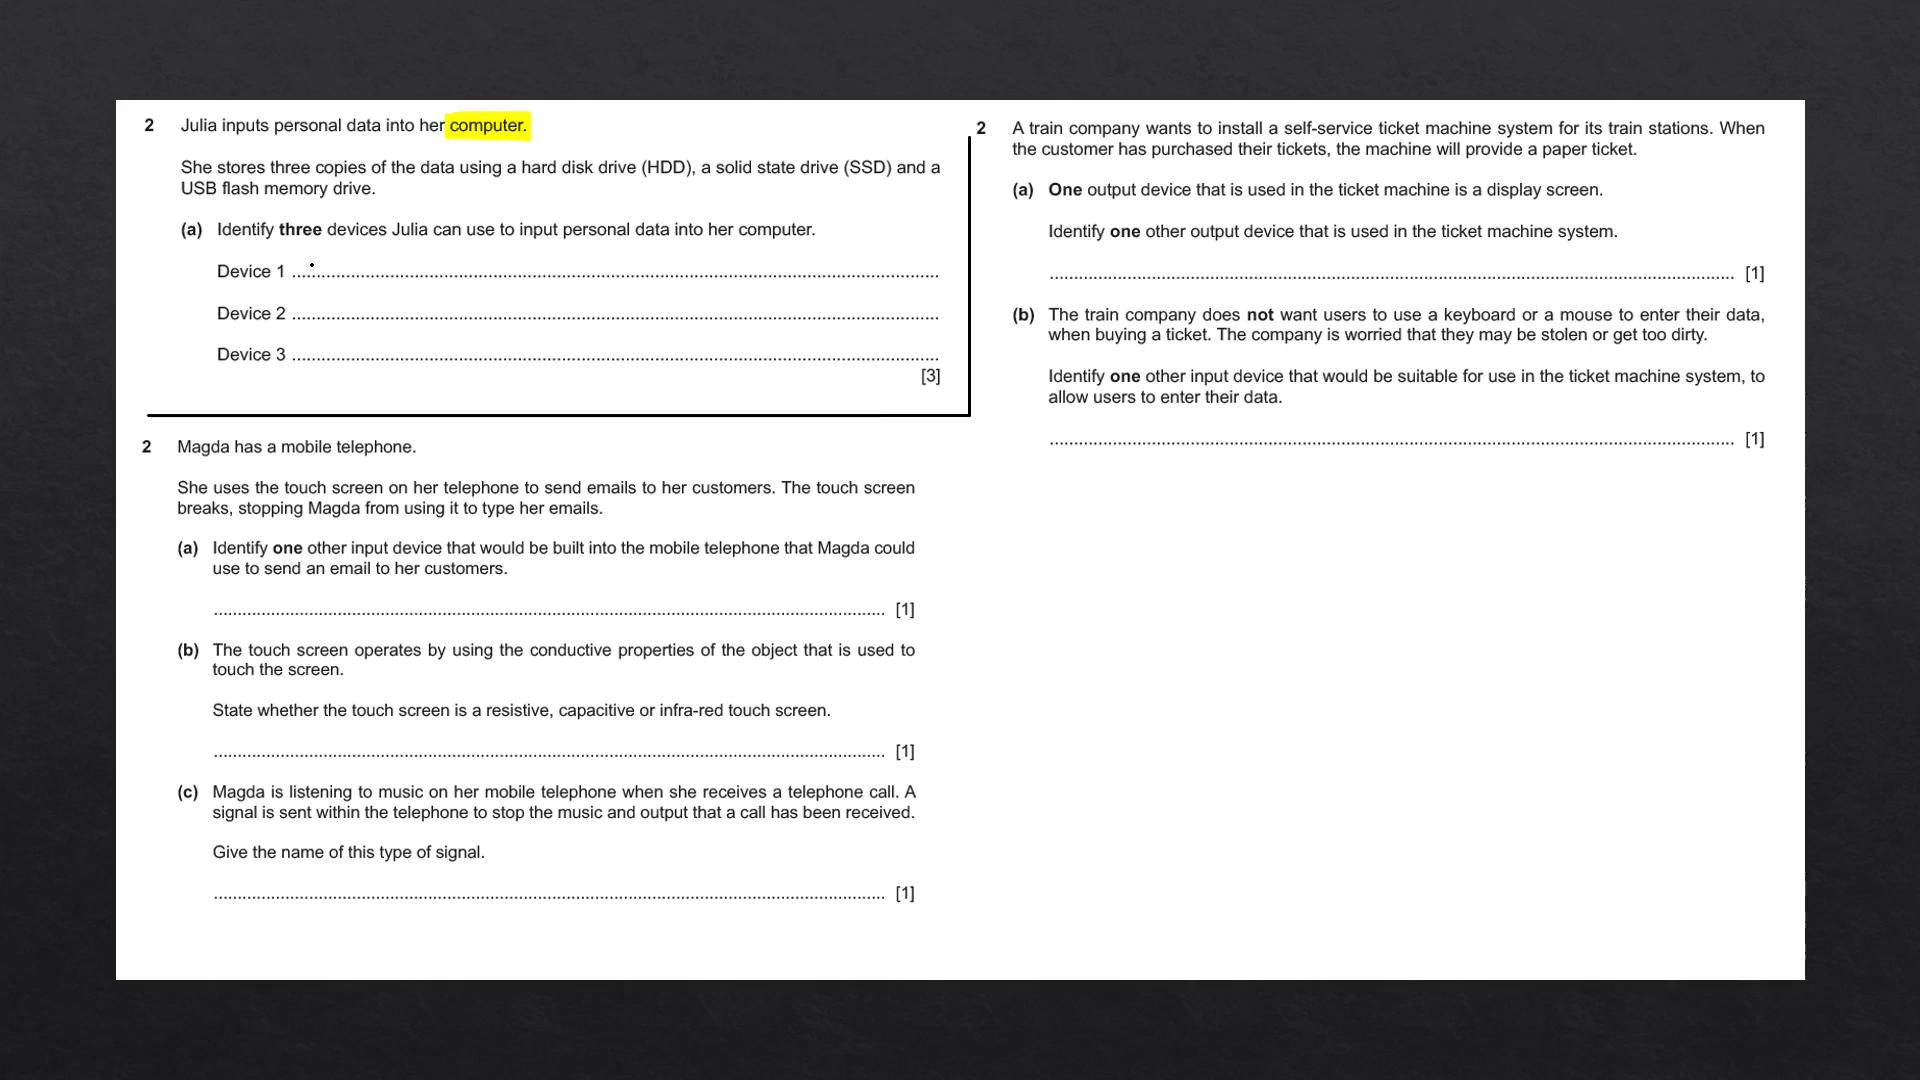 2 Julia inputs personal data into her computer.
She stores three copies of the data using a hard disk drive (HDD), a solid state drive (SSD) and a
USB flash memory drive.
(a) Identify three devices Julia can use to input personal data into her computer.
Device 1 ........................................................................................................
Device 2 ........................................................................................................
Device 3 ........................................................................................................
[3]
2 Magda has a mobile telephone.
She uses the touch screen on her telephone to send emails to her customers. The touch screen
breaks, stopping Magda from using it to type her emails.
(a) Identify one other input device that would be built into the mobile telephone that Magda could
use to send an email to her customers.
........................................................................................................ [1]
(b) The touch screen operates by using the conductive properties of the object that is used to
touch the screen.
State whether the touch screen is a resistive, capacitive or infra-red touch screen.
........................................................................................................ [1]
(c) Magda is listening to music on her mobile telephone when she receives a telephone call. A
signal is sent within the telephone to stop the music and output that a call has been received.
Give the name of this type of signal.
........................................................................................................ [1]
2 A train company wants to install a self-service ticket machine system for its train stations. When
the customer has purchased their tickets, the machine will provide a paper ticket.
(a) One output device that is used in the ticket machine is a display screen.
Identify one other output device that is used in the ticket machine system.
........................................................................................................ [1]
(b) The train company does not want users to use a keyboard or a mouse to enter their data,
when buying a ticket. The company is worried that they may be stolen or get too dirty.
Identify one other input device that would be suitable for use in the ticket machine system, to
allow users to enter their data.
........................................................................................................ [1]